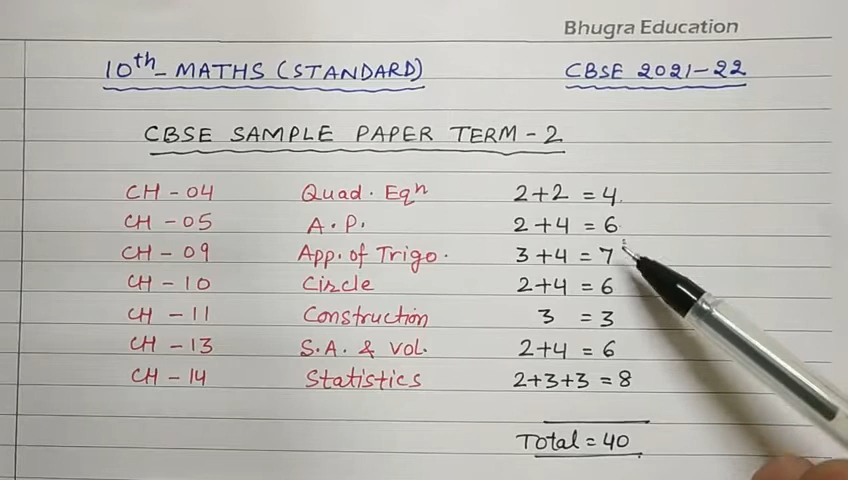 Bhugra Education
10th - MATHS (STANDARD) CBSE 2021-22
CBSE SAMPLE PAPER TERM - 2
CH - 04 Quad. Eqn 2+2 = 4
CH - 05 A.P. 2+4 = 6
CH - 09 App. of Trigo. 3+4 = 7
CH - 10 Circle 2+4 = 6
CH - 11 Construction 3 = 3
CH - 13 S.A. & Vol. 2+4 = 6
CH - 14 Statistics 2+3+3 = 8
Total = 40